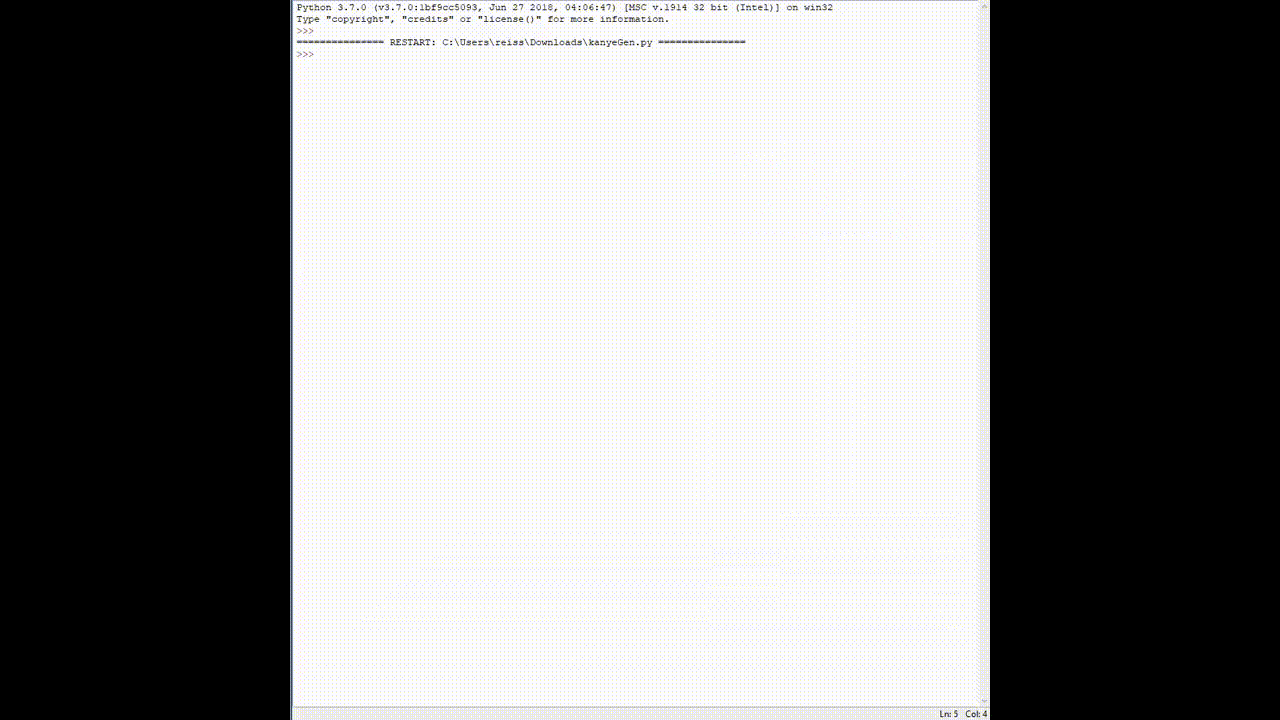 Python 3.7.0 (v3.7.0:1bf9cc5093, Jun 27 2018, 04:06:47) [MSC v.1914 32 bit (Intel)] on win32
Type "copyright", "credits" or "license()" for more information.
>>>
=============== RESTART: C:\Users\reiss\Downloads\kanyeGen.py ===============
>>>
Ln: 5 Col: 4